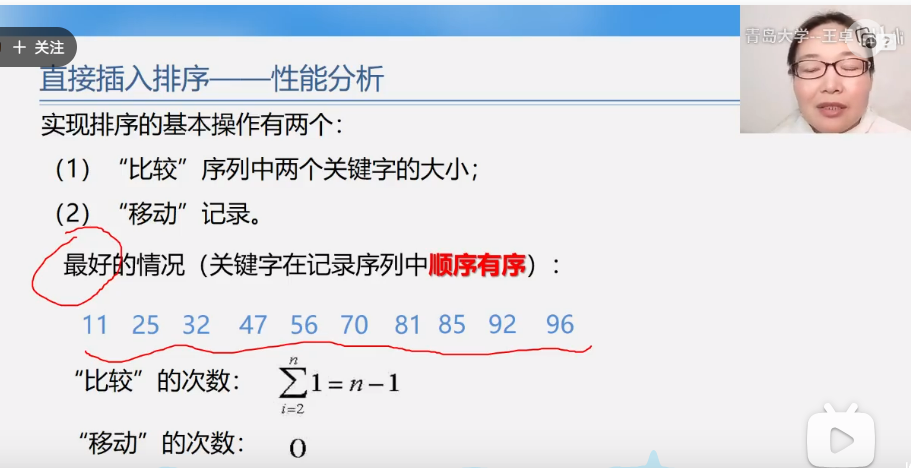 + 关注
青岛大学--王卓
直接插入排序——性能分析
实现排序的基本操作有两个：
（1）“比较”序列中两个关键字的大小；
（2）“移动”记录。
最好的情况（关键字在记录序列中顺序有序）：
11 25 32 47 56 70 81 85 92 96
“比较”的次数： ∑_{i=2}^{n} 1 = n − 1
“移动”的次数： 0